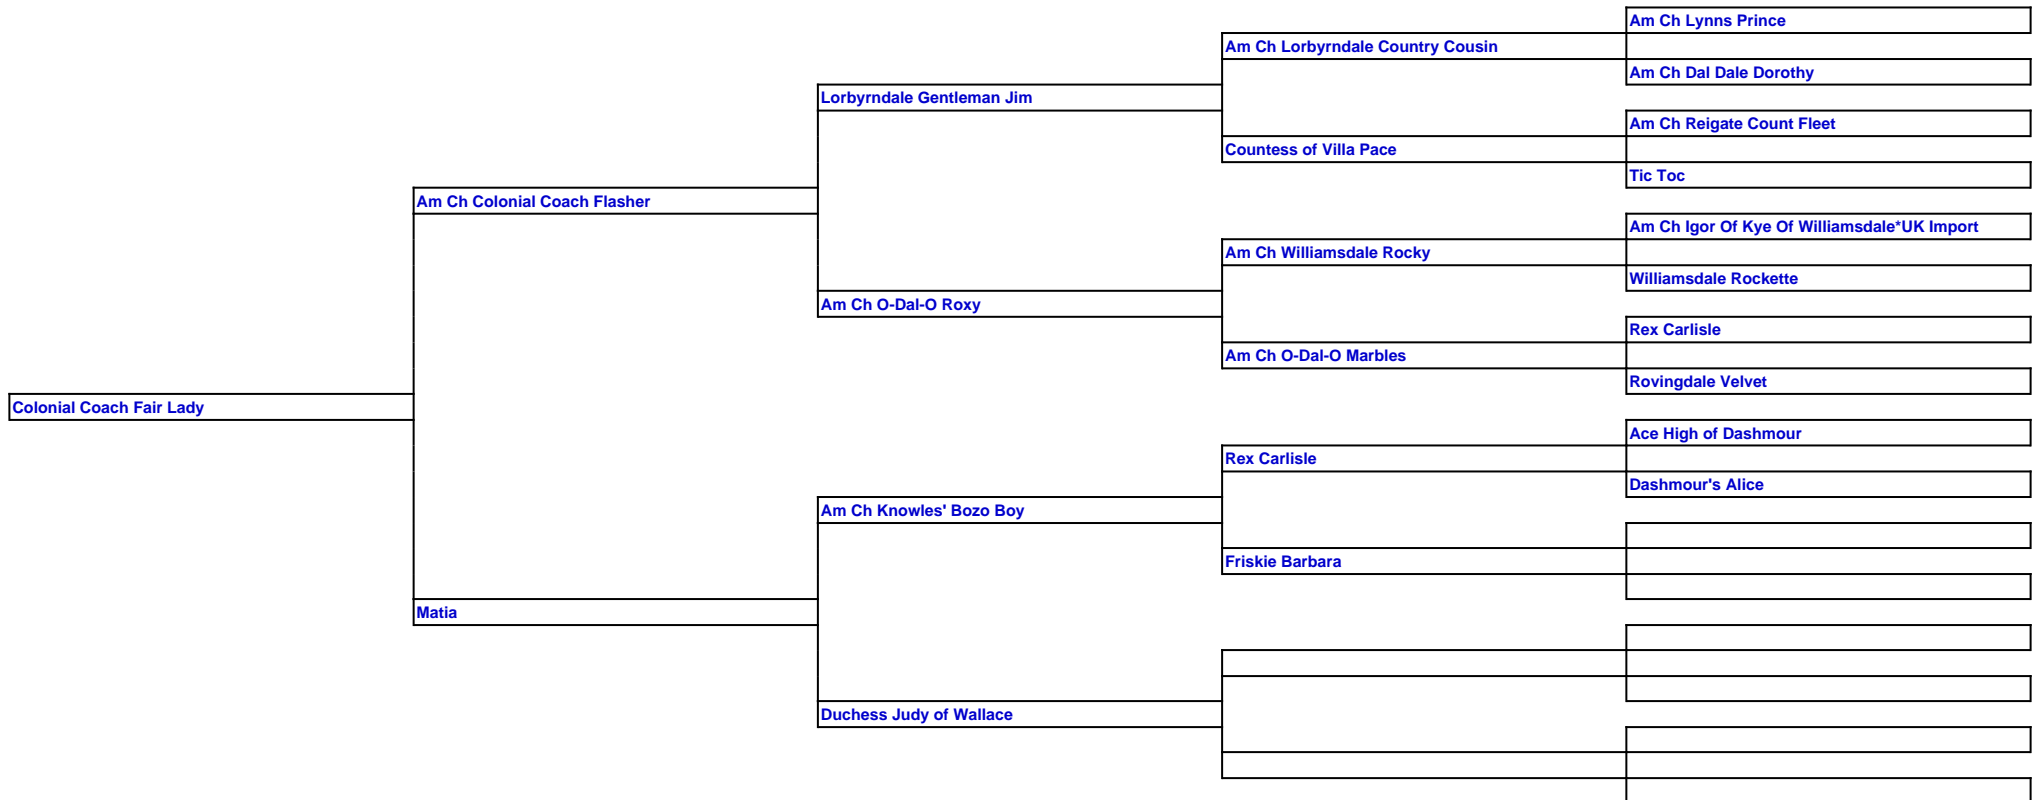 Am Ch Lynns Prince
Am Ch Lorbyrndale Country Cousin
Am Ch Dal Dale Dorothy
Lorbyrndale Gentleman Jim
Am Ch Reigate Count Fleet
Countess of Villa Pace
Tic Toc
Am Ch Colonial Coach Flasher
Am Ch Igor Of Kye Of Williamsdale*UK Import
Am Ch Williamsdale Rocky
Williamsdale Rockette
Am Ch O-Dal-O Roxy
Rex Carlisle
Am Ch O-Dal-O Marbles
Rovingdale Velvet
Colonial Coach Fair Lady
Ace High of Dashmour
Rex Carlisle
Dashmour's Alice
Am Ch Knowles' Bozo Boy
Friskie Barbara
Matia
Duchess Judy of Wallace